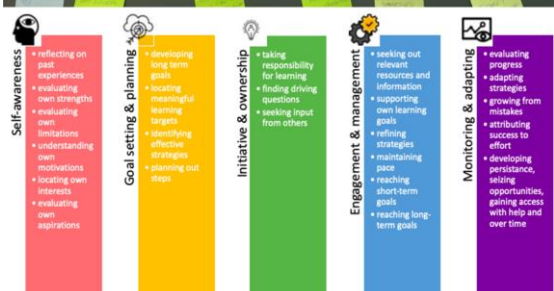 Self-awareness
• reflecting on
past
experiences
• evaluating
own strengths
• evaluating
own
limitations
• understanding
own
motivations
• locating own
interests
• evaluating
own
aspirations
Goal setting & planning
• developing
long term
goals
• locating
meaningful
learning
targets
• identifying
effective
strategies
• planning out
steps
Initiative & ownership
• taking
responsibility
for learning
• finding driving
questions
• seeking input
from others
Engagement & management
• seeking out
relevant
resources and
information
• supporting
own learning
goals
• refining
strategies
• maintaining
pace
• reaching
short-term
goals
• reaching long-
term goals
Monitoring & adapting
• evaluating
progress
• adapting
strategies
• growing from
mistakes
• attributing
success to
effort
• developing
persistance,
seizing
opportunities,
gaining access
with help and
over time